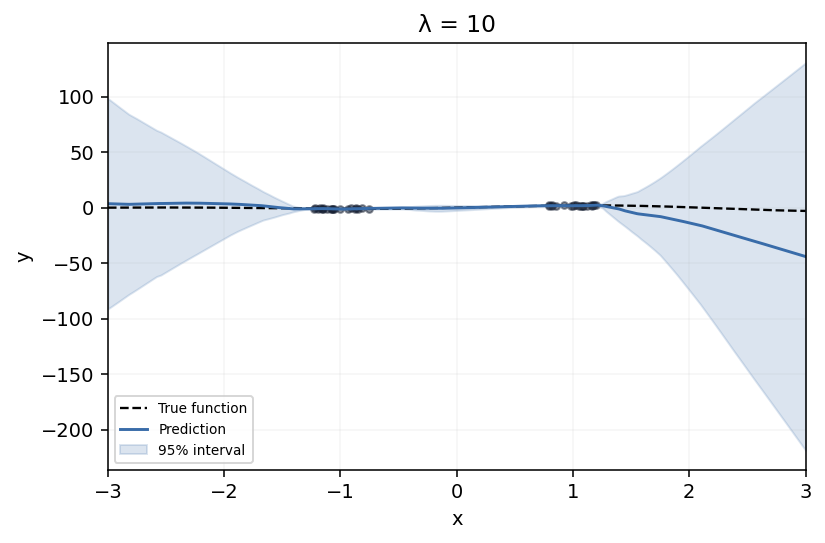 λ = 10
100
50
0
−50
−100
−150
−200
y
True function
Prediction
95% interval
−3
−2
−1
0
1
2
3
x